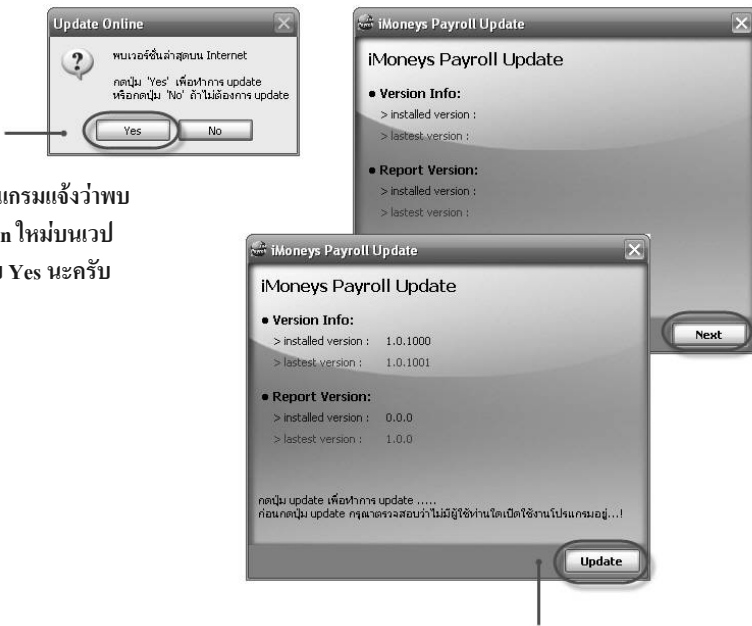 Update Online
พบเวอร์ชั่นล่าสุดบน Internet
กดปุ่ม 'Yes' เพื่อทำการ update
หรือกดปุ่ม 'No' ถ้าไม่ต้องการ update
Yes
No
แกรมแจ้งว่าพบ
n ใหม่บนเวป
Yes นะครับ
iMoneys Payroll Update
iMoneys Payroll Update
• Version Info:
> installed version :
> lastest version :
• Report Version:
> installed version :
> lastest version :
Next
iMoneys Payroll Update
iMoneys Payroll Update
• Version Info:
> installed version : 1.0.1000
> lastest version : 1.0.1001
• Report Version:
> installed version : 0.0.0
> lastest version : 1.0.0
กดปุ่ม update เพื่อทำการ update .....
ก่อนกดปุ่ม update กรุณาตรวจสอบว่าไม่มีผู้ใช้ท่านใดเปิดใช้งานโปรแกรมอยู่...!
Update